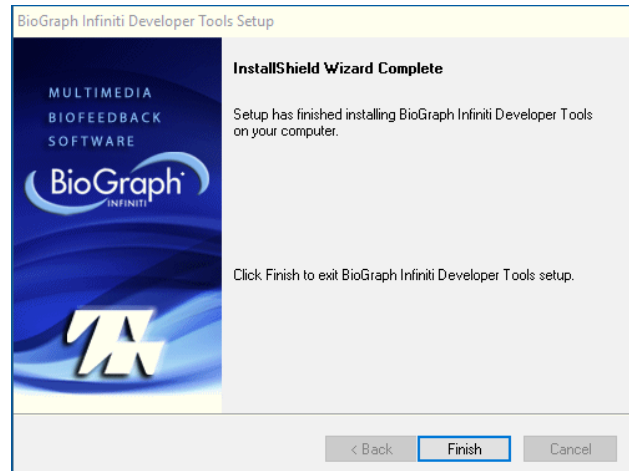 BioGraph Infiniti Developer Tools Setup
MULTIMEDIA
BIOFEEDBACK
SOFTWARE
BioGraph
INFINITI
InstallShield Wizard Complete
Setup has finished installing BioGraph Infiniti Developer Tools
on your computer.
Click Finish to exit BioGraph Infiniti Developer Tools setup.
< Back
Finish
Cancel